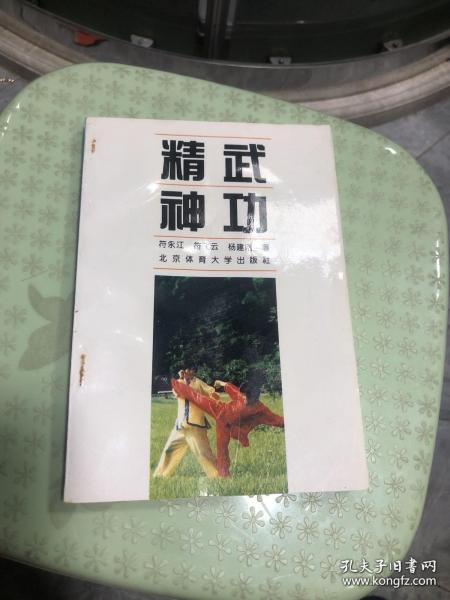 精武
神功
符永江 符 云 杨建 著
北京体育大学出版社
孔夫子旧书网
www.kongfz.com